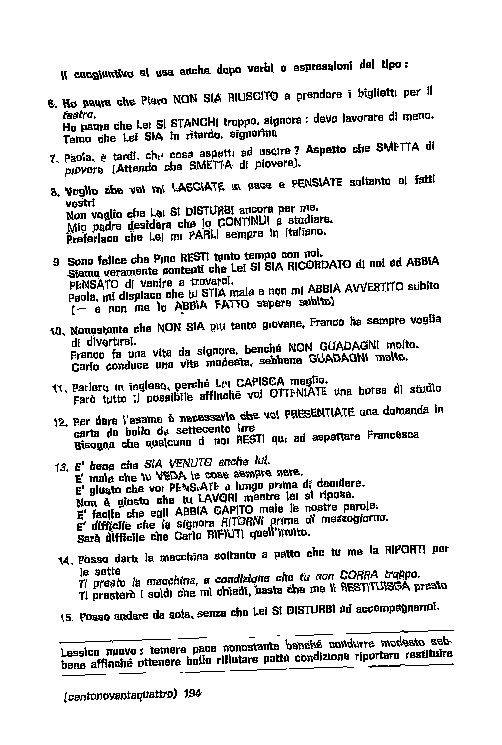 Il congiuntivo si usa anche dopo verbi o espressioni del tipo :
6. Ho paura che Piero NON SIA RIUSCITO a prendere i biglietti per il
teatro.
Ho paura che Lei SI STANCHI troppo, signora : deve lavorare di meno.
Temo che Lei SIA in ritardo, signorina
7. Paola, è tardi, che cosa aspetti ad uscire ? Aspetto che SMETTA di
piovere (Attendo che SMETTA di piovere).
8. Voglio che voi mi LASCIATE in pace e PENSIATE soltanto ai fatti
vostri
Non voglio che Lei SI DISTURBI ancora per me.
Mio padre desidera che io CONTINUI a studiare.
Preferisco che Lei mi PARLI sempre in italiano.
9 Sono felice che Pino RESTI tanto tempo con noi.
Siamo veramente contenti che Lei SI SIA RICORDATO di noi ed ABBIA
PENSATO di venire a trovarci.
Paola, mi displace che tu STIA male e non mi ABBIA AVVERTITO subito
(— e non me lo ABBIA FATTO sapere subito)
10. Nonostante che NON SIA più tanto giovane, Franco ha sempre voglia
di divertirsi.
Franco fa una vita da signore, benché NON GUADAGNI molto.
Carlo conduce una vita modesta, sebbene GUADAGNI molto.
11. Parlero in inglese, perché Lei CAPISCA meglio.
Farò tutto il possibile affinché voi OTTENIATE una borsa di studio
12. Per dare l'esame è necessario che voi PRESENTIATE una domanda in
carta da bollo da settecento lire
Bisogna che qualcuno di noi RESTI qui ad aspettare Francesca
13. E' bene che SIA VENUTO anche lui.
E' male che tu VEDA le cose sempre nere.
E' giusto che voi PENSIATE a lungo prima di decidere.
Non è giusto che tu LAVORI mentre lei si riposa.
E' facile che egli ABBIA CAPITO male le nostre parole.
E' difficile che la signora RITORNI prima di mezzogiorno.
Sarà difficile che Carlo RIFIUTI quell'invito.
14. Posso darti la macchina soltanto a patto che tu me la RIPORTI per
le sette
Ti presto la macchina, a condizione che tu non CORRA troppo.
Ti presterò i soldi che mi chiedi, basta che me li RESTITUISCA presto
15. Posso andare da sola, senza che Lei SI DISTURBI ad accompagnarmi.
Lessico nuovo : temere pace nonostante benché condurre modesto seb-
bene affinché ottenere bollo rifiutare patto condizione riportare restituire
(centonovantaquattro) 194